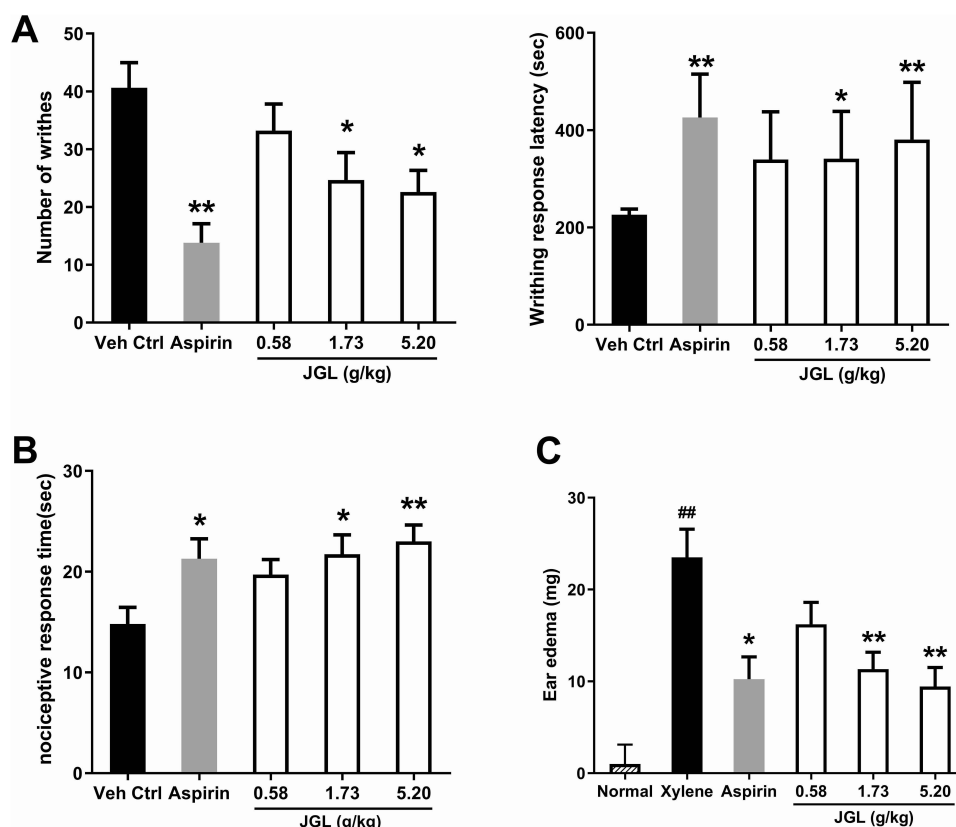 A
Number of writhes
50
40
30
20
10
0
**
*
*
Veh Ctrl Aspirin 0.58 1.73 5.20
JGL (g/kg)
Writhing response latency (sec)
600
400
200
0
**
*
**
Veh Ctrl Aspirin 0.58 1.73 5.20
JGL (g/kg)
B
nociceptive response time(sec)
30
20
10
0
*
*
**
Veh Ctrl Aspirin 0.58 1.73 5.20
JGL (g/kg)
C
Ear edema (mg)
30
20
10
0
##
*
**
**
Normal Xylene Aspirin 0.58 1.73 5.20
JGL (g/kg)